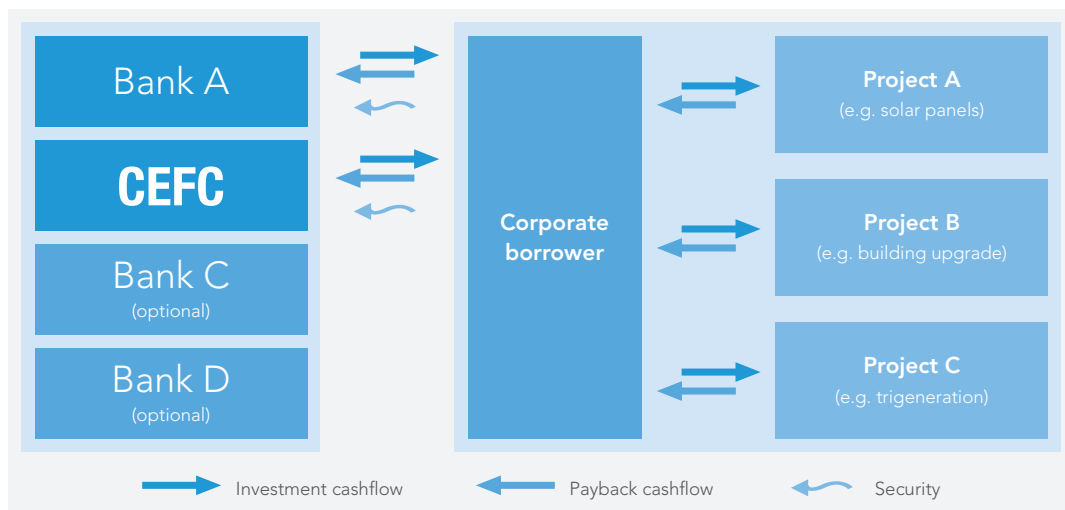 Bank A
CEFC
Bank C
(optional)
Bank D
(optional)
Corporate
borrower
Project A
(e.g. solar panels)
Project B
(e.g. building upgrade)
Project C
(e.g. trigeneration)
Investment cashflow
Payback cashflow
Security